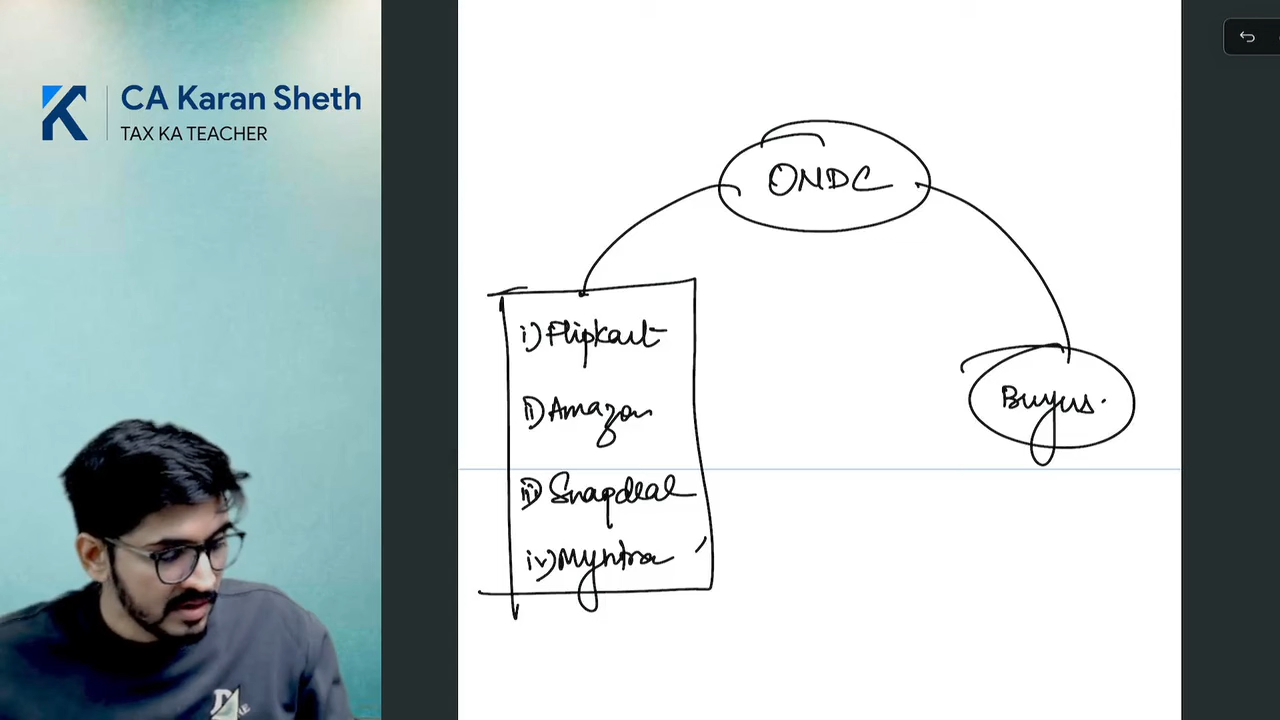 CA Karan Sheth
TAX KA TEACHER
ONDC
i) Flipkart
ii) Amazon
iii) Snapdeal
iv) Myntra
Buyers.